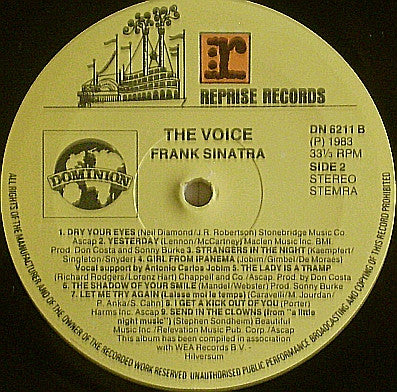 r
REPRISE RECORDS
THE VOICE
FRANK SINATRA
DN 6211 B
(P) 1983
33⅓ RPM
SIDE 2
STEREO
STEMRA
DOMINION
1. DRY YOUR EYES (Neil Diamond/J.R. Robertson) Stonebridge Music Co.
Ascap 2. YESTERDAY (Lennon/McCartney) Maclen Music Inc. BMI.
Prod. Don Costa and Sonny Burke 3. STRANGERS IN THE NIGHT (Kaempfert/
Singleton/Snyder) 4. GIRL FROM IPANEMA (Jobim/Gimbel/De Moraes)
Vocal support by Antonio Carlos Jobim 5. THE LADY IS A TRAMP
(Richard Rodgers/Lorenz Hart) Chappell and Co./Ascap. Prod. by Don Costa
6. THE SHADOW OF YOUR SMILE (Mandel/Webster) Prod. Sonny Burke
7. LET ME TRY AGAIN (Laisse moi le temps) (Caravelli/M. Jourdan/
P. Anka/S. Cahn) 8. I GET A KICK OUT OF YOU (Porter)
Harms Inc. Ascap 9. SEND IN THE CLOWNS (from "a little
night music") (Stephen Sondheim) Beautiful
Music Inc./Relevation Music Pub. Corp./Ascap
This album has been compiled in association
with WEA Records B.V. -
Hilversum
ALL RIGHTS OF THE MANUFACTURER AND OF THE OWNER OF THE RECORDED WORK RESERVED UNAUTHORISED PUBLIC PERFORMANCE BROADCASTING AND COPYING OF THIS RECORD PROHIBITED